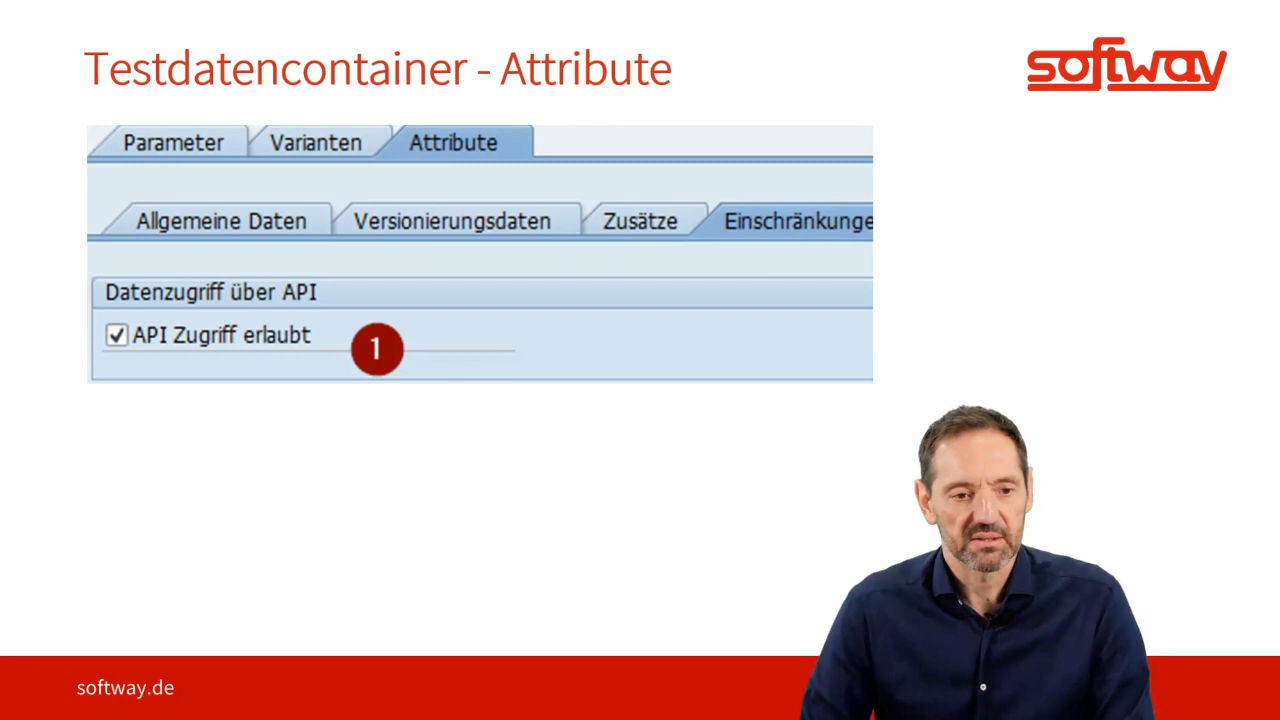 Testdatencontainer - Attribute
softway
Parameter Varianten Attribute
Allgemeine Daten Versionierungsdaten Zusätze Einschränkunge
Datenzugriff über API
API Zugriff erlaubt
1
softway.de